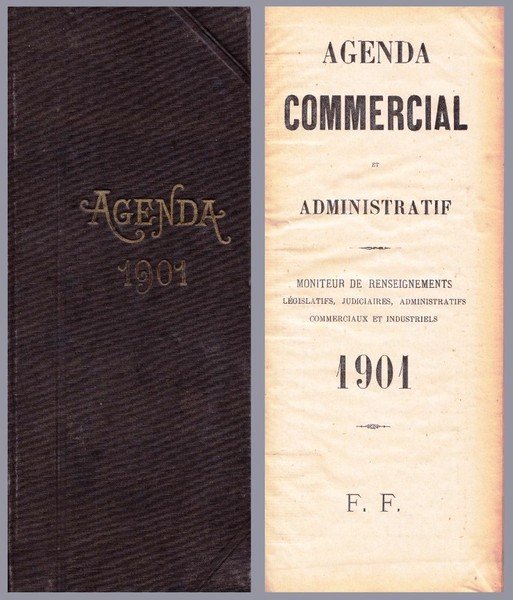 AGENDA
1901
AGENDA
COMMERCIAL
ET
ADMINISTRATIF
MONITEUR DE RENSEIGNEMENTS
LÉGISLATIFS, JUDICIAIRES, ADMINISTRATIFS
COMMERCIAUX ET INDUSTRIELS
1901
F. F.